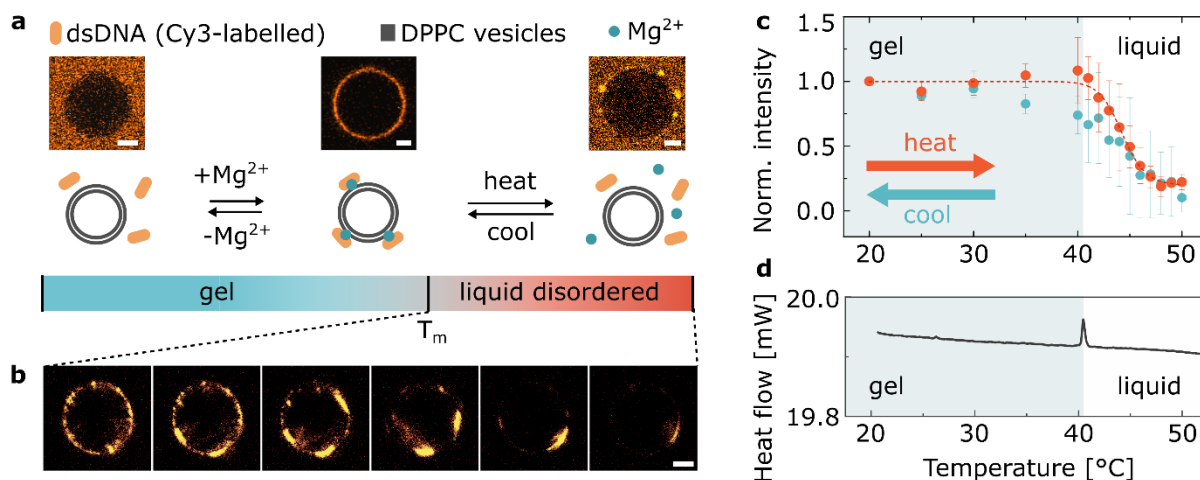 a
dsDNA (Cy3-labelled) DPPC vesicles Mg2+
+Mg2+
-Mg2+
heat
cool
gel liquid disordered
Tm
b
c
Norm. intensity
1.5
1.0
0.5
0.0
gel liquid
heat
cool
20 30 40 50
d
Heat flow [mW]
20.0
19.8
gel liquid
20 30 40 50
Temperature [°C]